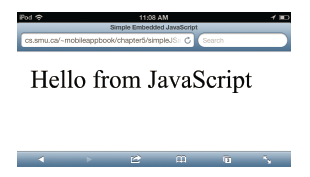 iPod 11:08 AM
Simple Embedded JavaScript
cs.smu.ca/~mobileappbook/chapter5/simpleJS Search
Hello from JavaScript